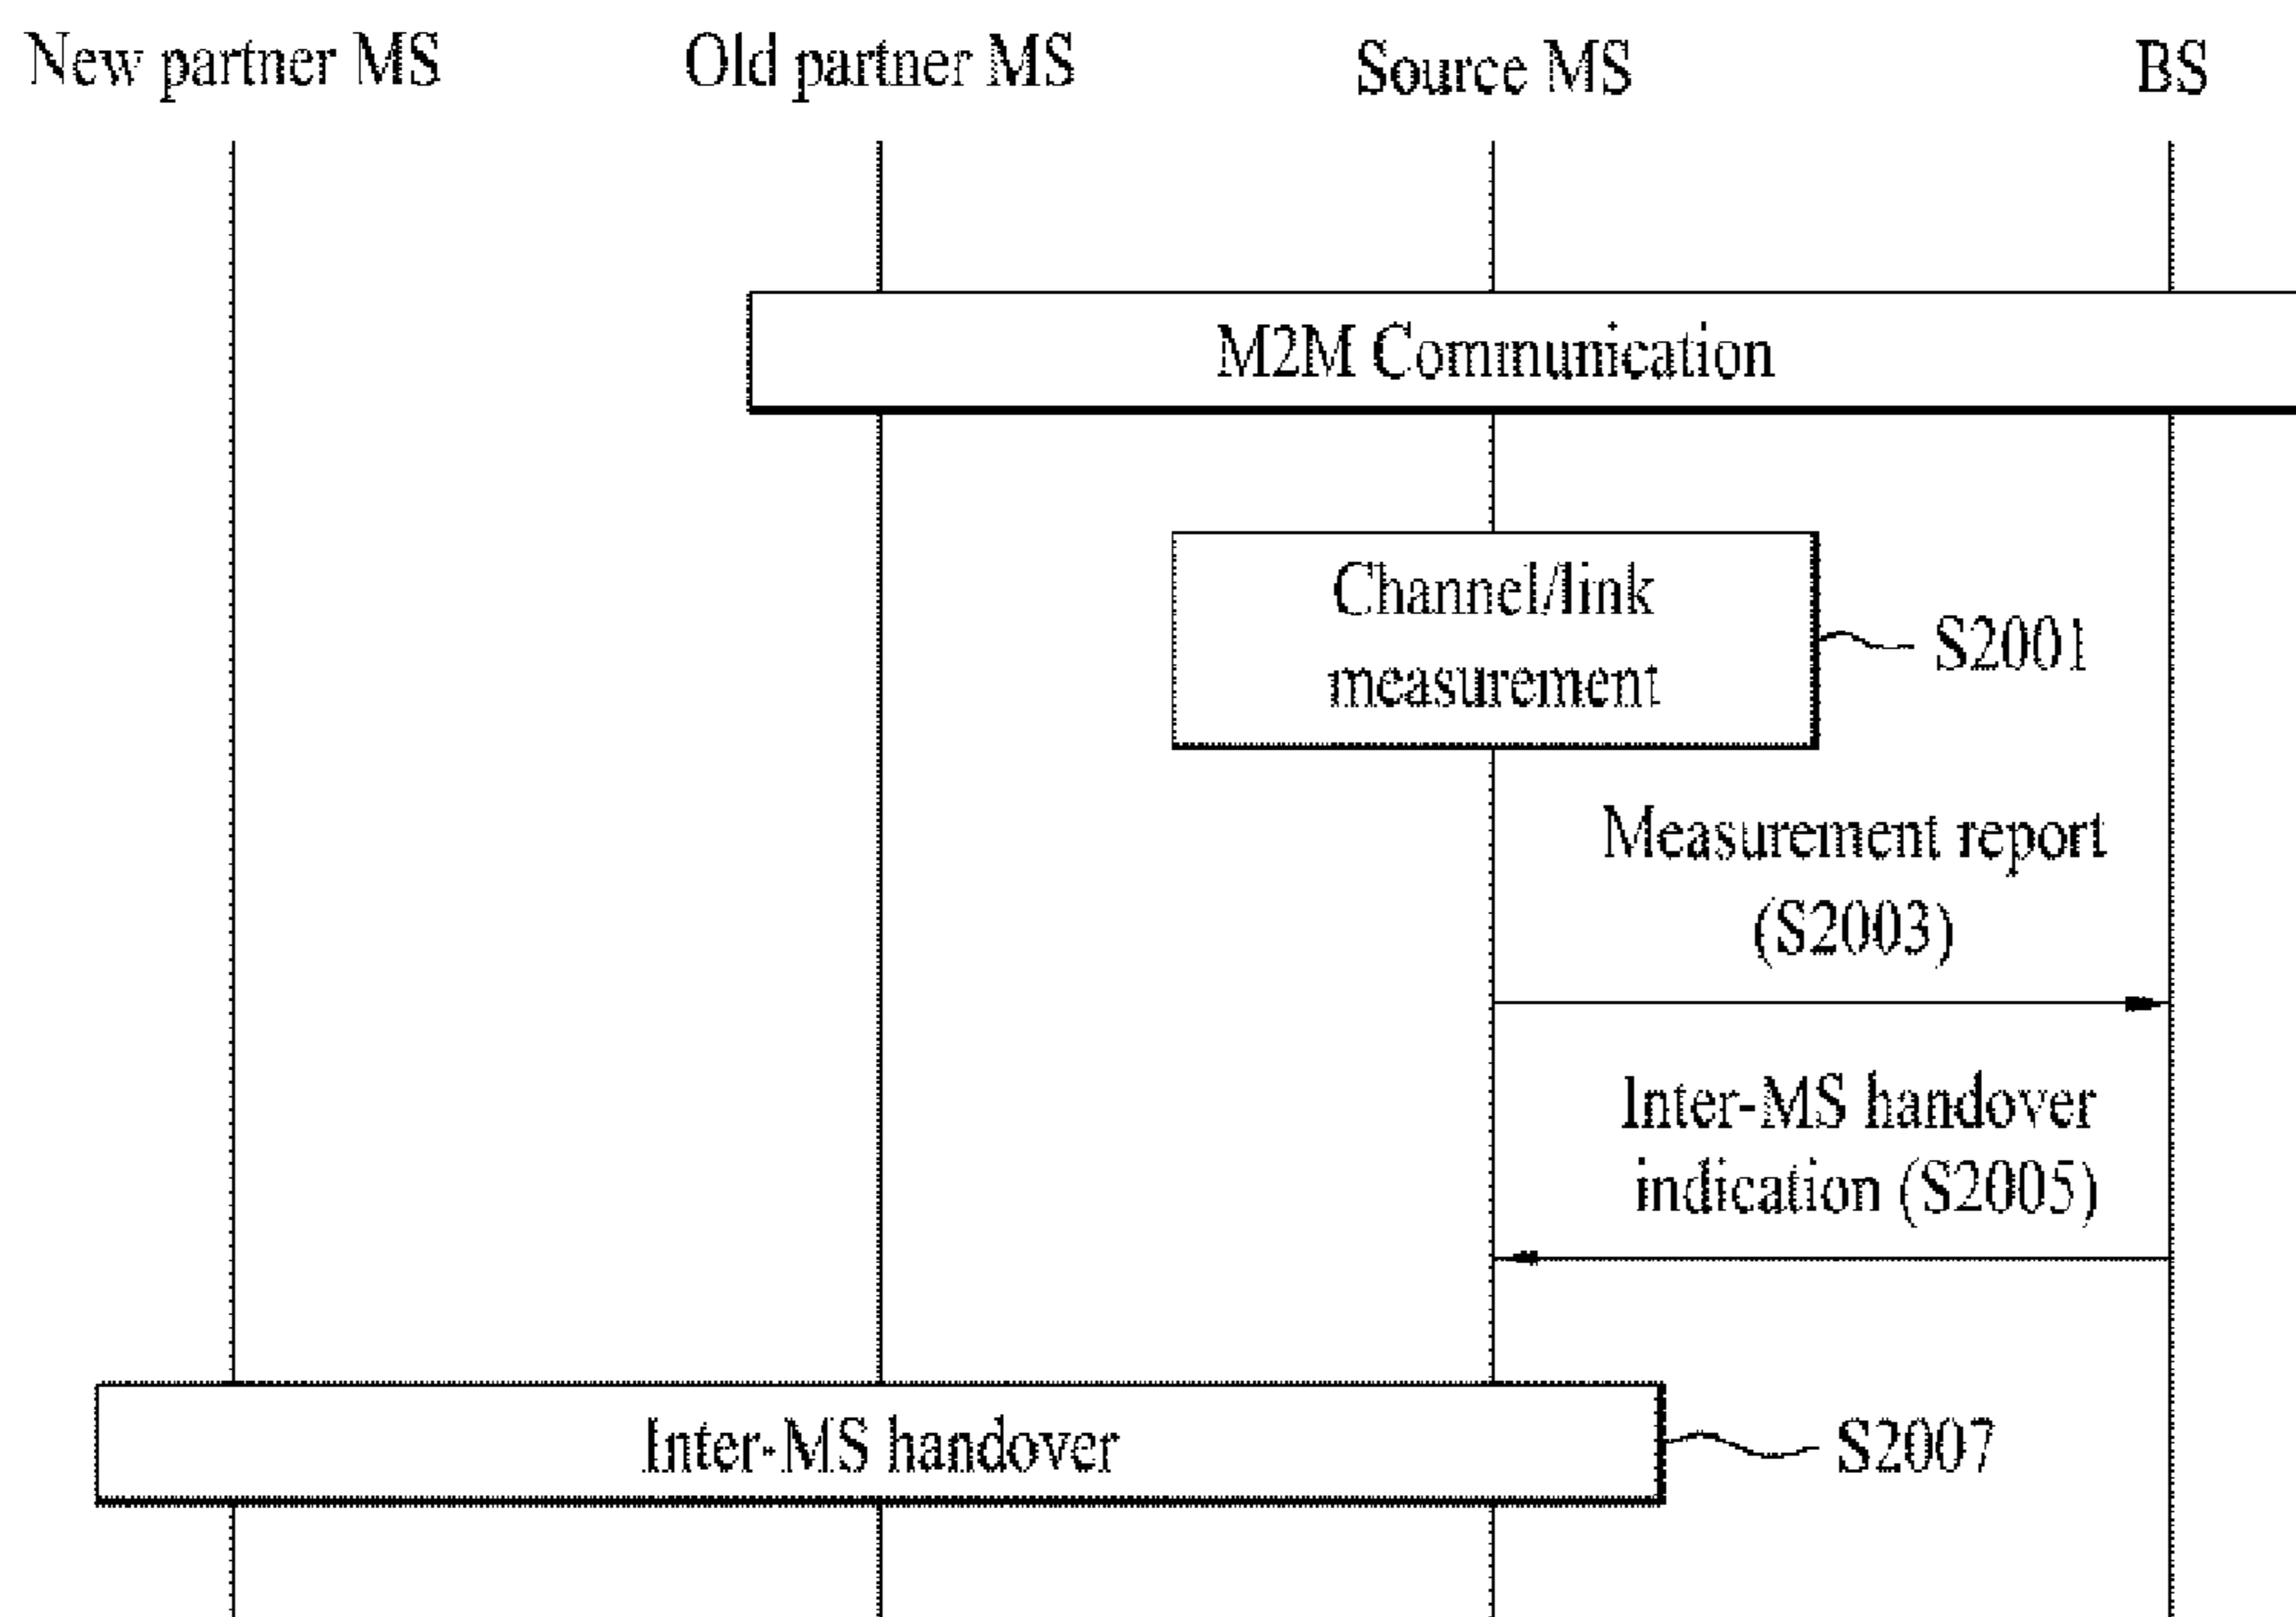 New partner MS
Old partner MS
Source MS
BS
M2M Communication
Channel/link
measurement
S2001
Measurement report
(S2003)
Inter-MS handover
indication (S2005)
Inter-MS handover
S2007